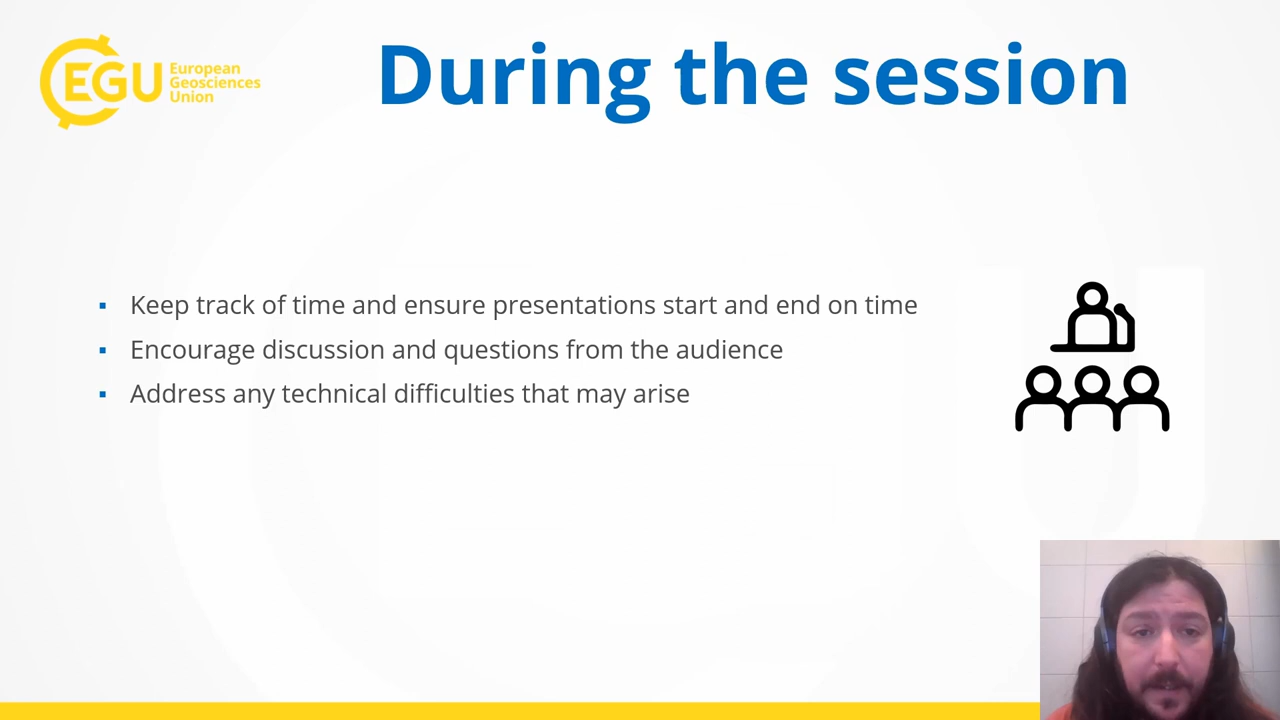 EGU
European
Geosciences
Union
During the session
▪ Keep track of time and ensure presentations start and end on time
▪ Encourage discussion and questions from the audience
▪ Address any technical difficulties that may arise